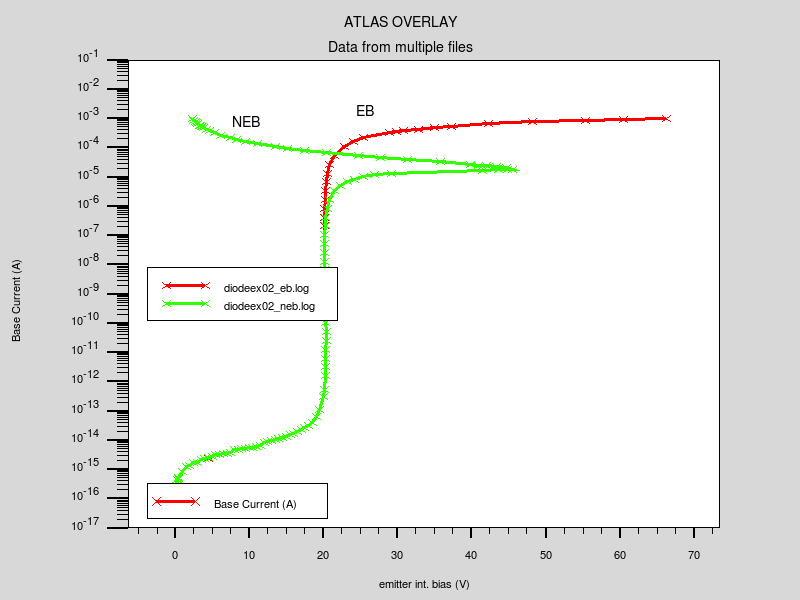 ATLAS OVERLAY
Data from multiple files
10^-1
10^-2
10^-3
10^-4
10^-5
10^-6
10^-7
10^-8
10^-9
10^-10
10^-11
10^-12
10^-13
10^-14
10^-15
10^-16
10^-17
Base Current (A)
NEB
EB
diodeex02_eb.log
diodeex02_neb.log
Base Current (A)
0 10 20 30 40 50 60 70
emitter int. bias (V)